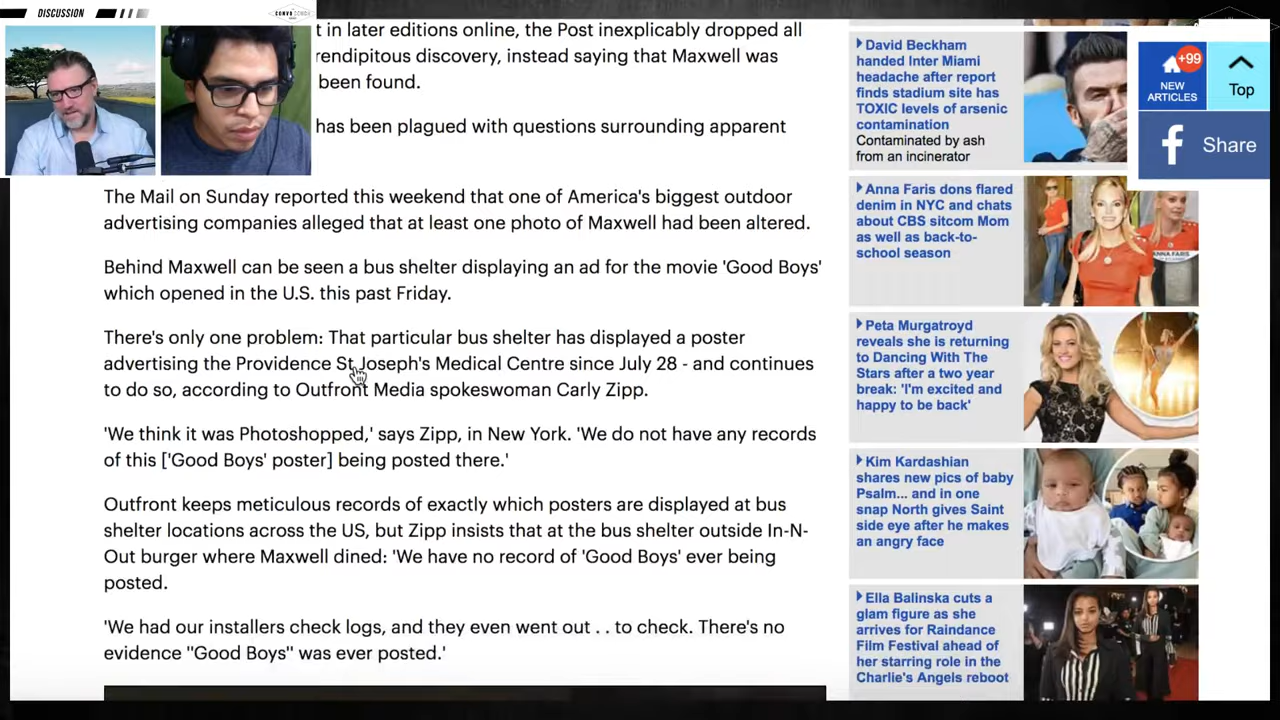 DISCUSSION
t in later editions online, the Post inexplicably dropped all
rendipitous discovery, instead saying that Maxwell was
been found.
has been plagued with questions surrounding apparent
The Mail on Sunday reported this weekend that one of America's biggest outdoor
advertising companies alleged that at least one photo of Maxwell had been altered.
Behind Maxwell can be seen a bus shelter displaying an ad for the movie 'Good Boys'
which opened in the U.S. this past Friday.
There's only one problem: That particular bus shelter has displayed a poster
advertising the Providence St Joseph's Medical Centre since July 28 - and continues
to do so, according to Outfront Media spokeswoman Carly Zipp.
'We think it was Photoshopped,' says Zipp, in New York. 'We do not have any records
of this ['Good Boys' poster] being posted there.'
Outfront keeps meticulous records of exactly which posters are displayed at bus
shelter locations across the US, but Zipp insists that at the bus shelter outside In-N-
Out burger where Maxwell dined: 'We have no record of 'Good Boys' ever being
posted.
'We had our installers check logs, and they even went out . . to check. There's no
evidence "Good Boys" was ever posted.'
David Beckham
handed Inter Miami
headache after report
finds stadium site has
TOXIC levels of arsenic
contamination
Contaminated by ash
from an incinerator
Anna Faris dons flared
denim in NYC and chats
about CBS sitcom Mom
as well as back-to-
school season
Peta Murgatroyd
reveals she is returning
to Dancing With The
Stars after a two year
break: 'I'm excited and
happy to be back'
Kim Kardashian
shares new pics of baby
Psalm... and in one
snap North gives Saint
side eye after he makes
an angry face
Ella Balinska cuts a
glam figure as she
arrives for Raindance
Film Festival ahead of
her starring role in the
Charlie's Angels reboot
+99
NEW
ARTICLES
Top
Share